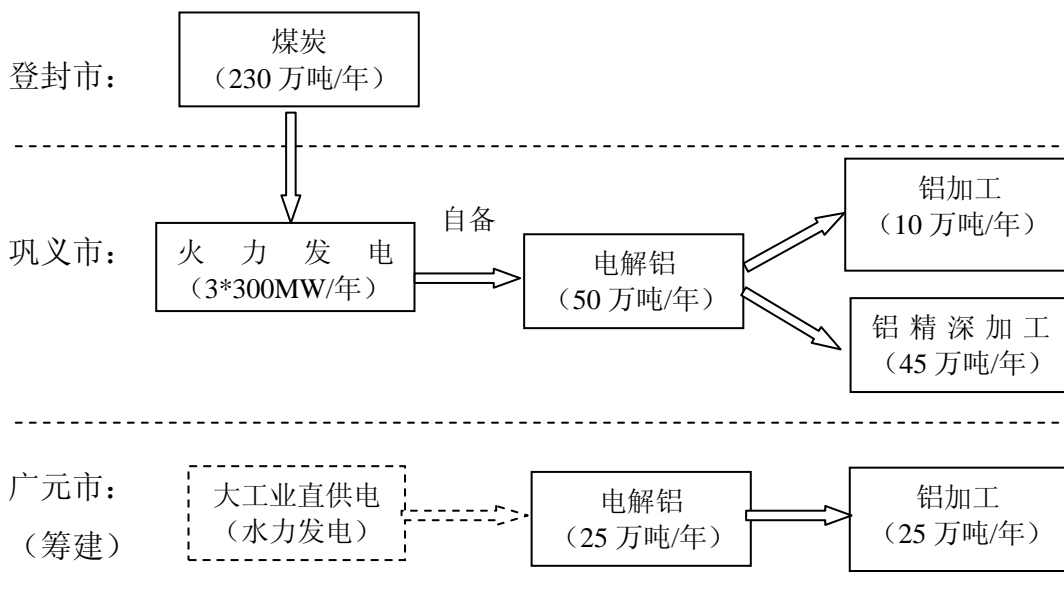 登封市：
煤炭
（230 万吨/年）
巩义市：
火力发电
（3*300MW/年）
自备
电解铝
（50 万吨/年）
铝加工
（10 万吨/年）
铝精深加工
（45 万吨/年）
广元市：
（筹建）
大工业直供电
（水力发电）
电解铝
（25 万吨/年）
铝加工
（25 万吨/年）